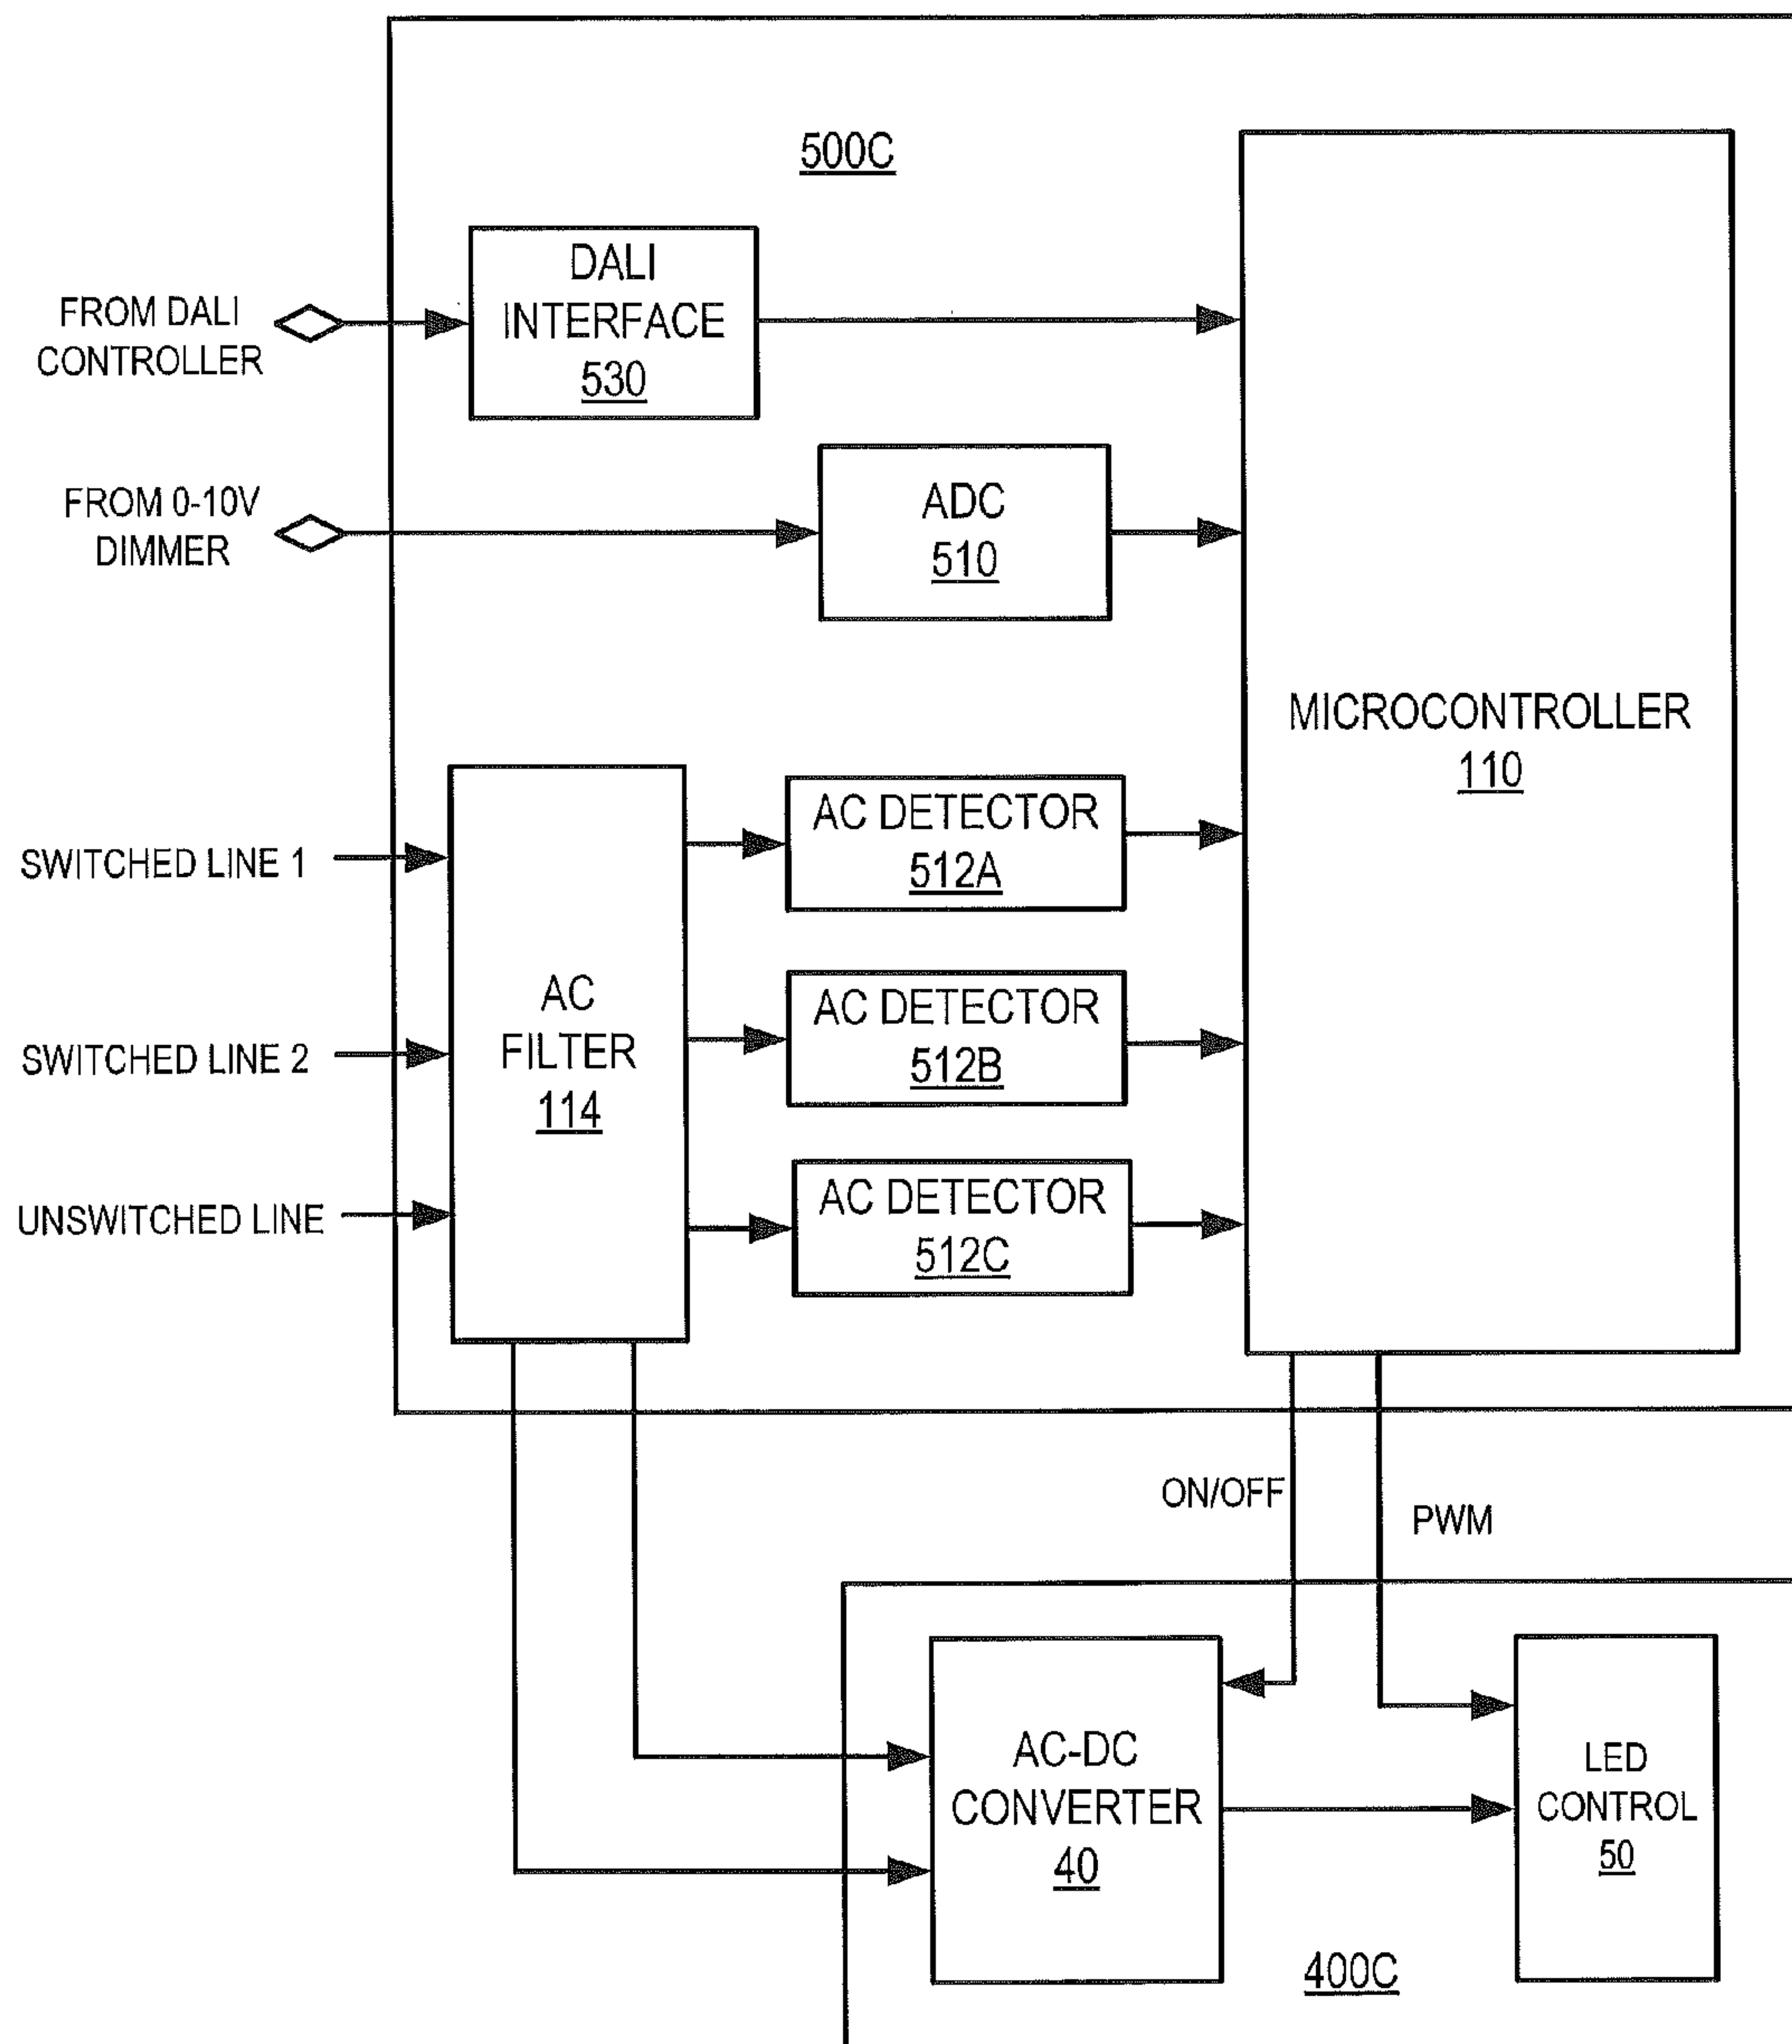 500C
DALI
INTERFACE
530
FROM DALI
CONTROLLER
FROM 0-10V
DIMMER
ADC
510
MICROCONTROLLER
110
SWITCHED LINE 1
SWITCHED LINE 2
UNSWITCHED LINE
AC
FILTER
114
AC DETECTOR
512A
AC DETECTOR
512B
AC DETECTOR
512C
ON/OFF
PWM
AC-DC
CONVERTER
40
LED
CONTROL
50
400C